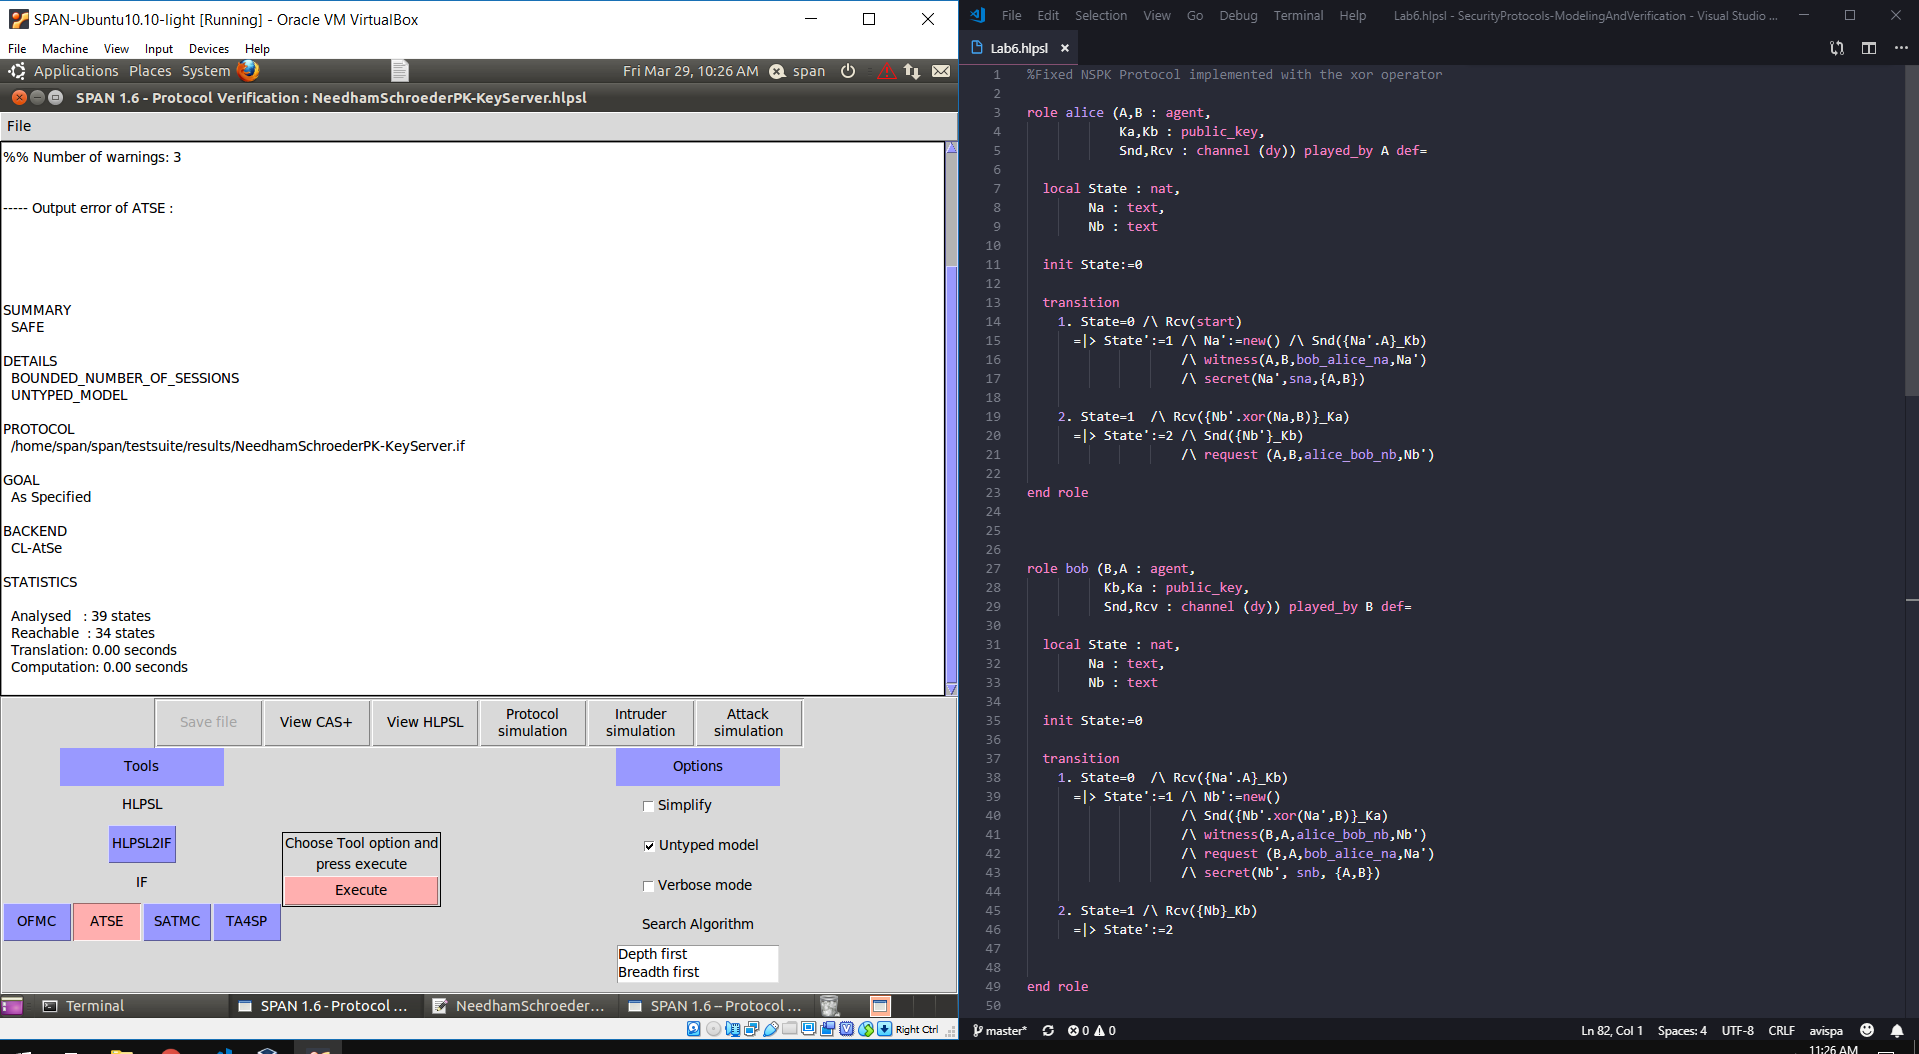 SPAN-Ubuntu10.10-light [Running] - Oracle VM VirtualBox
File Machine View Input Devices Help
Applications Places System Fri Mar 29, 10:26 AM span
SPAN 1.6 - Protocol Verification : NeedhamSchroederPK-KeyServer.hlpsl
File
%% Number of warnings: 3
----- Output error of ATSE :
SUMMARY
SAFE
DETAILS
BOUNDED_NUMBER_OF_SESSIONS
UNTYPED_MODEL
PROTOCOL
/home/span/span/testsuite/results/NeedhamSchroederPK-KeyServer.if
GOAL
As Specified
BACKEND
CL-AtSe
STATISTICS
Analysed : 39 states
Reachable : 34 states
Translation: 0.00 seconds
Computation: 0.00 seconds
Save file View CAS+ View HLPSL Protocol simulation Intruder simulation Attack simulation
Tools
HLPSL
HLPSL2IF
IF
OFMC ATSE SATMC TA4SP
Choose Tool option and
press execute
Execute
Options
Simplify
Untyped model
Verbose mode
Search Algorithm
Depth first
Breadth first
Terminal SPAN 1.6 - Protocol ... NeedhamSchroeder... SPAN 1.6 – Protocol ...
Right Ctrl
File Edit Selection View Go Debug Terminal Help Lab6.hlpsl - SecurityProtocols-ModelingAndVerification - Visual Studio ...
Lab6.hlpsl
1 %Fixed NSPK Protocol implemented with the xor operator
2
3 role alice (A,B : agent,
4 Ka,Kb : public_key,
5 Snd,Rcv : channel (dy)) played_by A def=
6
7 local State : nat,
8 Na : text,
9 Nb : text
10
11 init State:=0
12
13 transition
14 1. State=0 /\ Rcv(start)
15 =|> State':=1 /\ Na':=new() /\ Snd({Na'.A}_Kb)
16 /\ witness(A,B,bob_alice_na,Na')
17 /\ secret(Na',sna,{A,B})
18
19 2. State=1 /\ Rcv({Nb'.xor(Na,B)}_Ka)
20 =|> State':=2 /\ Snd({Nb'}_Kb)
21 /\ request (A,B,alice_bob_nb,Nb')
22
23 end role
24
25
26
27 role bob (B,A : agent,
28 Kb,Ka : public_key,
29 Snd,Rcv : channel (dy)) played_by B def=
30
31 local State : nat,
32 Na : text,
33 Nb : text
34
35 init State:=0
36
37 transition
38 1. State=0 /\ Rcv({Na'.A}_Kb)
39 =|> State':=1 /\ Nb':=new()
40 /\ Snd({Nb'.xor(Na',B)}_Ka)
41 /\ witness(B,A,alice_bob_nb,Nb')
42 /\ request (B,A,bob_alice_na,Na')
43 /\ secret(Nb', snb, {A,B})
44
45 2. State=1 /\ Rcv({Nb}_Kb)
46 =|> State':=2
47
48
49 end role
50
master* 0 0 Ln 82, Col 1 Spaces: 4 UTF-8 CRLF avispa
11:26 AM